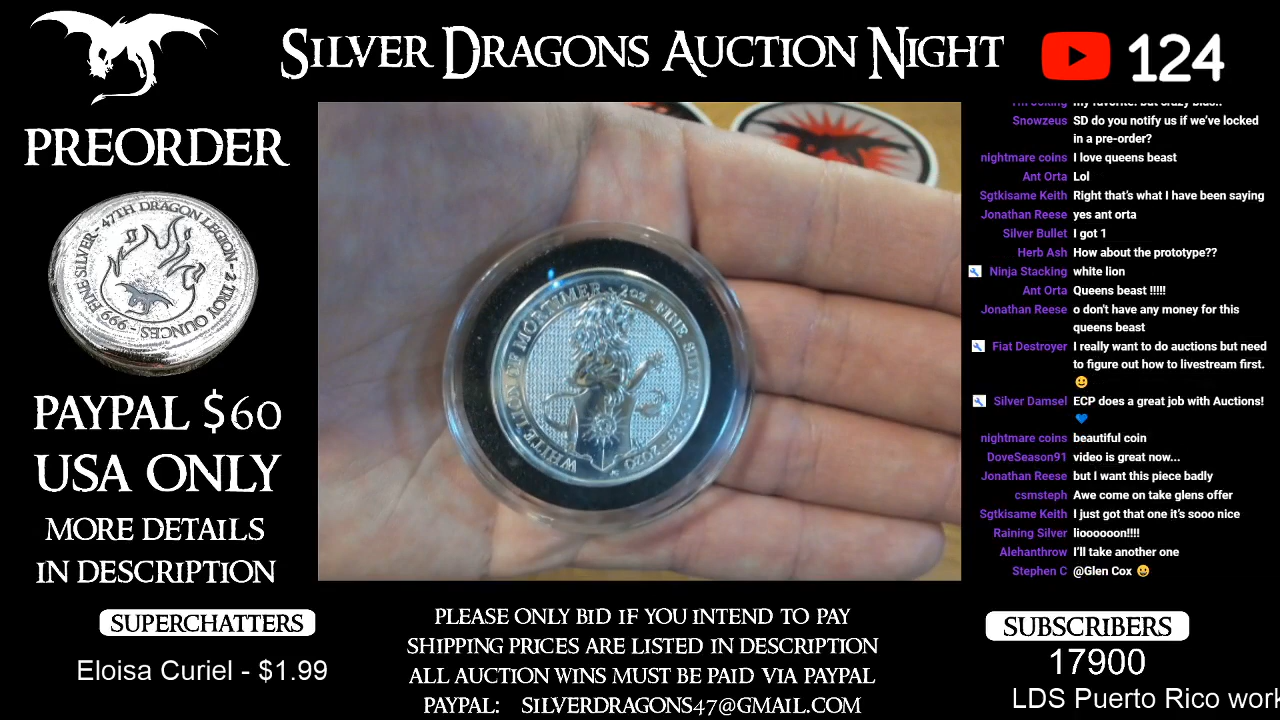 SILVER DRAGONS AUCTION NIGHT
124
PREORDER
47TH DRAGON LEGION - 2 TROY OUNCES - .999 FINE SILVER -
PAYPAL $60
USA ONLY
MORE DETAILS
IN DESCRIPTION
SUPERCHATTERS
Eloisa Curiel - $1.99
WHITE LION OF MORTIMER · 2oz · FINE SILVER · 9999 · 2020
PLEASE ONLY BID IF YOU INTEND TO PAY
SHIPPING PRICES ARE LISTED IN DESCRIPTION
ALL AUCTION WINS MUST BE PAID VIA PAYPAL
PAYPAL: SILVERDRAGONS47@GMAIL.COM
my favorite. but crazy bids..
Snowzeus SD do you notify us if we've locked
in a pre-order?
nightmare coins I love queens beast
Ant Orta Lol
Sgtkisame Keith Right that's what I have been saying
Jonathan Reese yes ant orta
Silver Bullet I got 1
Herb Ash How about the prototype??
Ninja Stacking white lion
Ant Orta Queens beast !!!!!
Jonathan Reese o don't have any money for this
queens beast
Fiat Destroyer I really want to do auctions but need
to figure out how to livestream first.
😃
Silver Damsel ECP does a great job with Auctions!
💙
nightmare coins beautiful coin
DoveSeason91 video is great now...
Jonathan Reese but I want this piece badly
csmsteph Awe come on take glens offer
Sgtkisame Keith I just got that one it's sooo nice
Raining Silver lioooooon!!!!
Alehanthrow I'll take another one
Stephen C @Glen Cox 😀
SUBSCRIBERS
17900
LDS Puerto Rico work